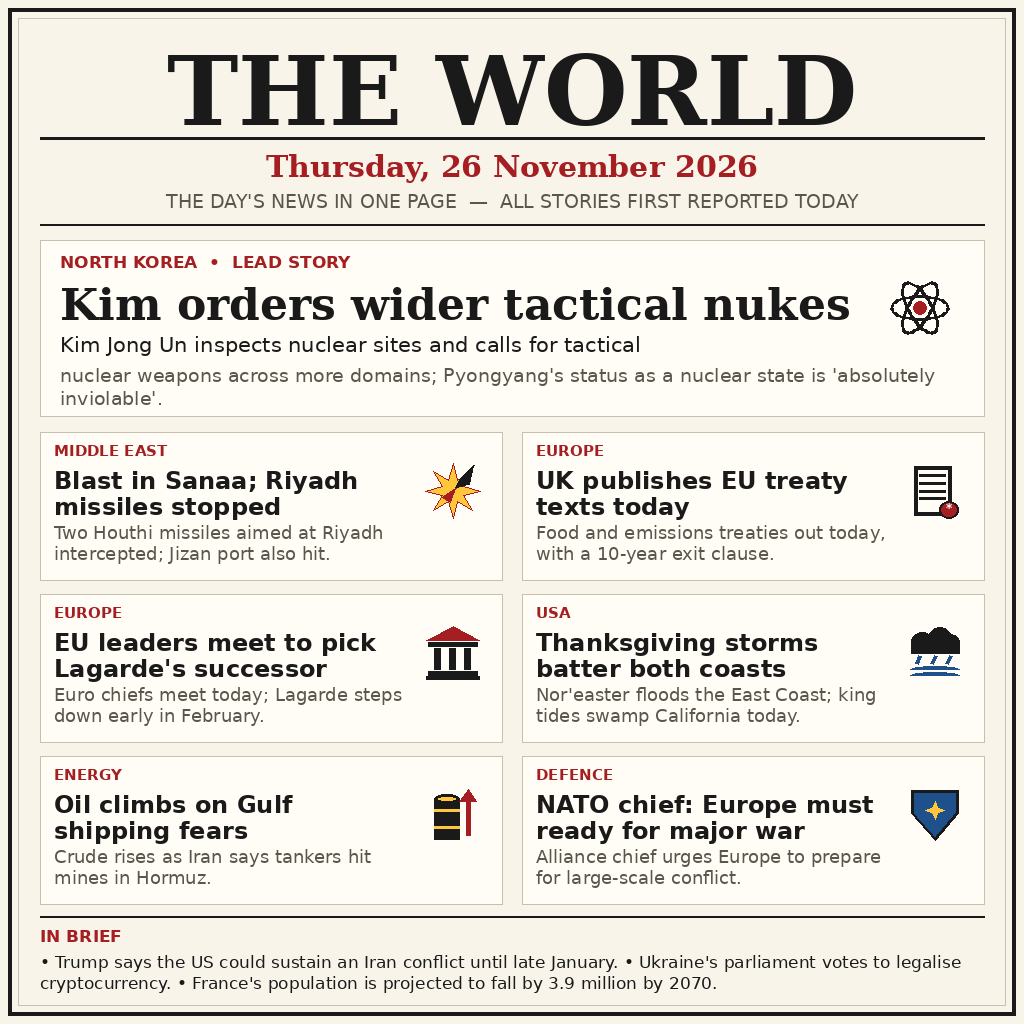 THE WORLD
Thursday, 26 November 2026
THE DAY'S NEWS IN ONE PAGE — ALL STORIES FIRST REPORTED TODAY
NORTH KOREA • LEAD STORY
Kim orders wider tactical nukes
Kim Jong Un inspects nuclear sites and calls for tactical
nuclear weapons across more domains; Pyongyang's status as a nuclear state is 'absolutely
inviolable'.
MIDDLE EAST
Blast in Sanaa; Riyadh
missiles stopped
Two Houthi missiles aimed at Riyadh
intercepted; Jizan port also hit.
EUROPE
UK publishes EU treaty
texts today
Food and emissions treaties out today,
with a 10-year exit clause.
EUROPE
EU leaders meet to pick
Lagarde's successor
Euro chiefs meet today; Lagarde steps
down early in February.
USA
Thanksgiving storms
batter both coasts
Nor'easter floods the East Coast; king
tides swamp California today.
ENERGY
Oil climbs on Gulf
shipping fears
Crude rises as Iran says tankers hit
mines in Hormuz.
DEFENCE
NATO chief: Europe must
ready for major war
Alliance chief urges Europe to prepare
for large-scale conflict.
IN BRIEF
• Trump says the US could sustain an Iran conflict until late January. • Ukraine's parliament votes to legalise
cryptocurrency. • France's population is projected to fall by 3.9 million by 2070.